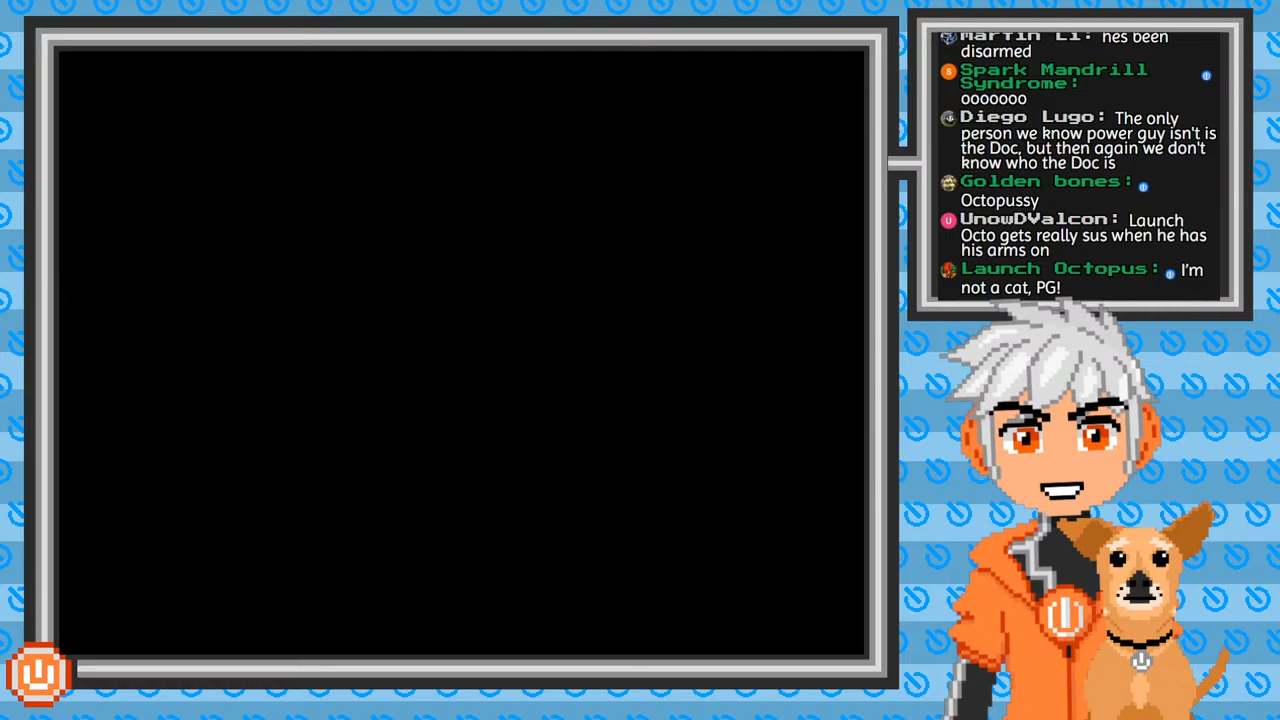 Martin Li: hes been
disarmed
Spark Mandrill
Syndrome:
ooooooo
Diego Lugo: The only
person we know power guy isn't is
the Doc, but then again we don't
know who the Doc is
Golden bones:
Octopussy
UnowDValcon: Launch
Octo gets really sus when he has
his arms on
Launch Octopus: I'm
not a cat, PG!